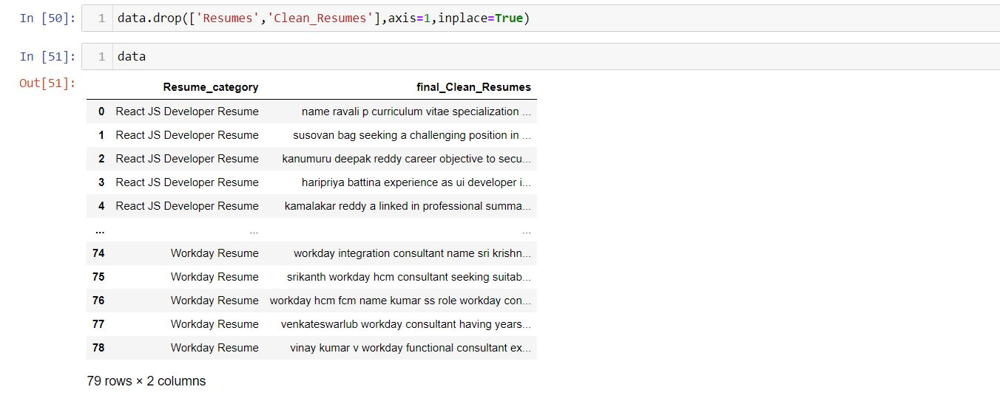 In [50]: 1 data.drop(['Resumes','Clean_Resumes'],axis=1,inplace=True)
In [51]: 1 data
Out[51]:
Resume_category final_Clean_Resumes
0 React JS Developer Resume name ravali p curriculum vitae specialization ...
1 React JS Developer Resume susovan bag seeking a challenging position in ...
2 React JS Developer Resume kanumuru deepak reddy career objective to secu...
3 React JS Developer Resume haripriya battina experience as ui developer i...
4 React JS Developer Resume kamalakar reddy a linked in professional summa...
... ... ...
74 Workday Resume workday integration consultant name sri krishn...
75 Workday Resume srikanth workday hcm consultant seeking suitab...
76 Workday Resume workday hcm fcm name kumar ss role workday con...
77 Workday Resume venkateswarlub workday consultant having years...
78 Workday Resume vinay kumar v workday functional consultant ex...
79 rows × 2 columns